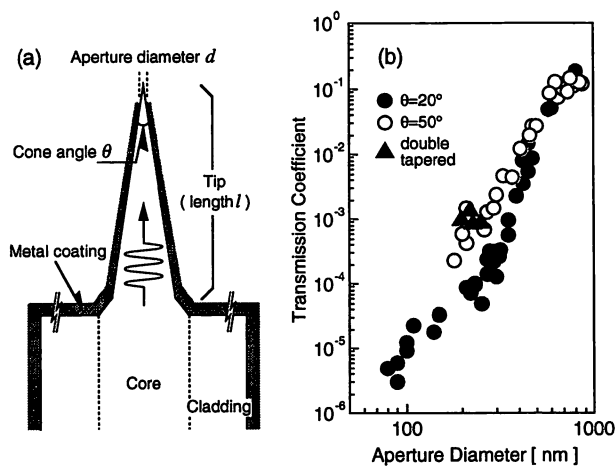 (a)
Aperture diameter d
Cone angle θ
Tip
( length l )
Metal coating
Core
Cladding
(b)
θ=20°
θ=50°
double
tapered
Transmission Coefficient
10⁰
10⁻¹
10⁻²
10⁻³
10⁻⁴
10⁻⁵
10⁻⁶
100
1000
Aperture Diameter [ nm ]